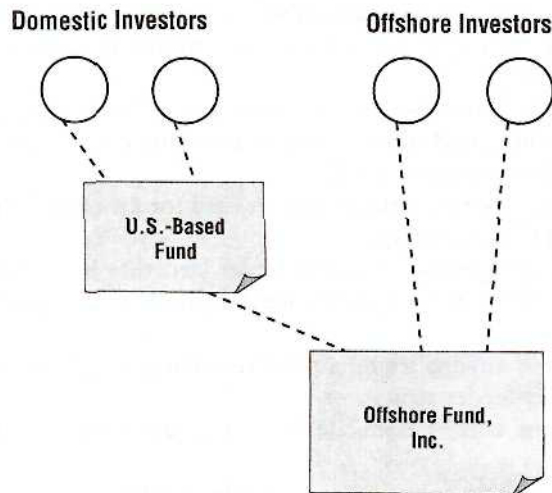 Domestic Investors
Offshore Investors
U.S.-Based
Fund
Offshore Fund,
Inc.